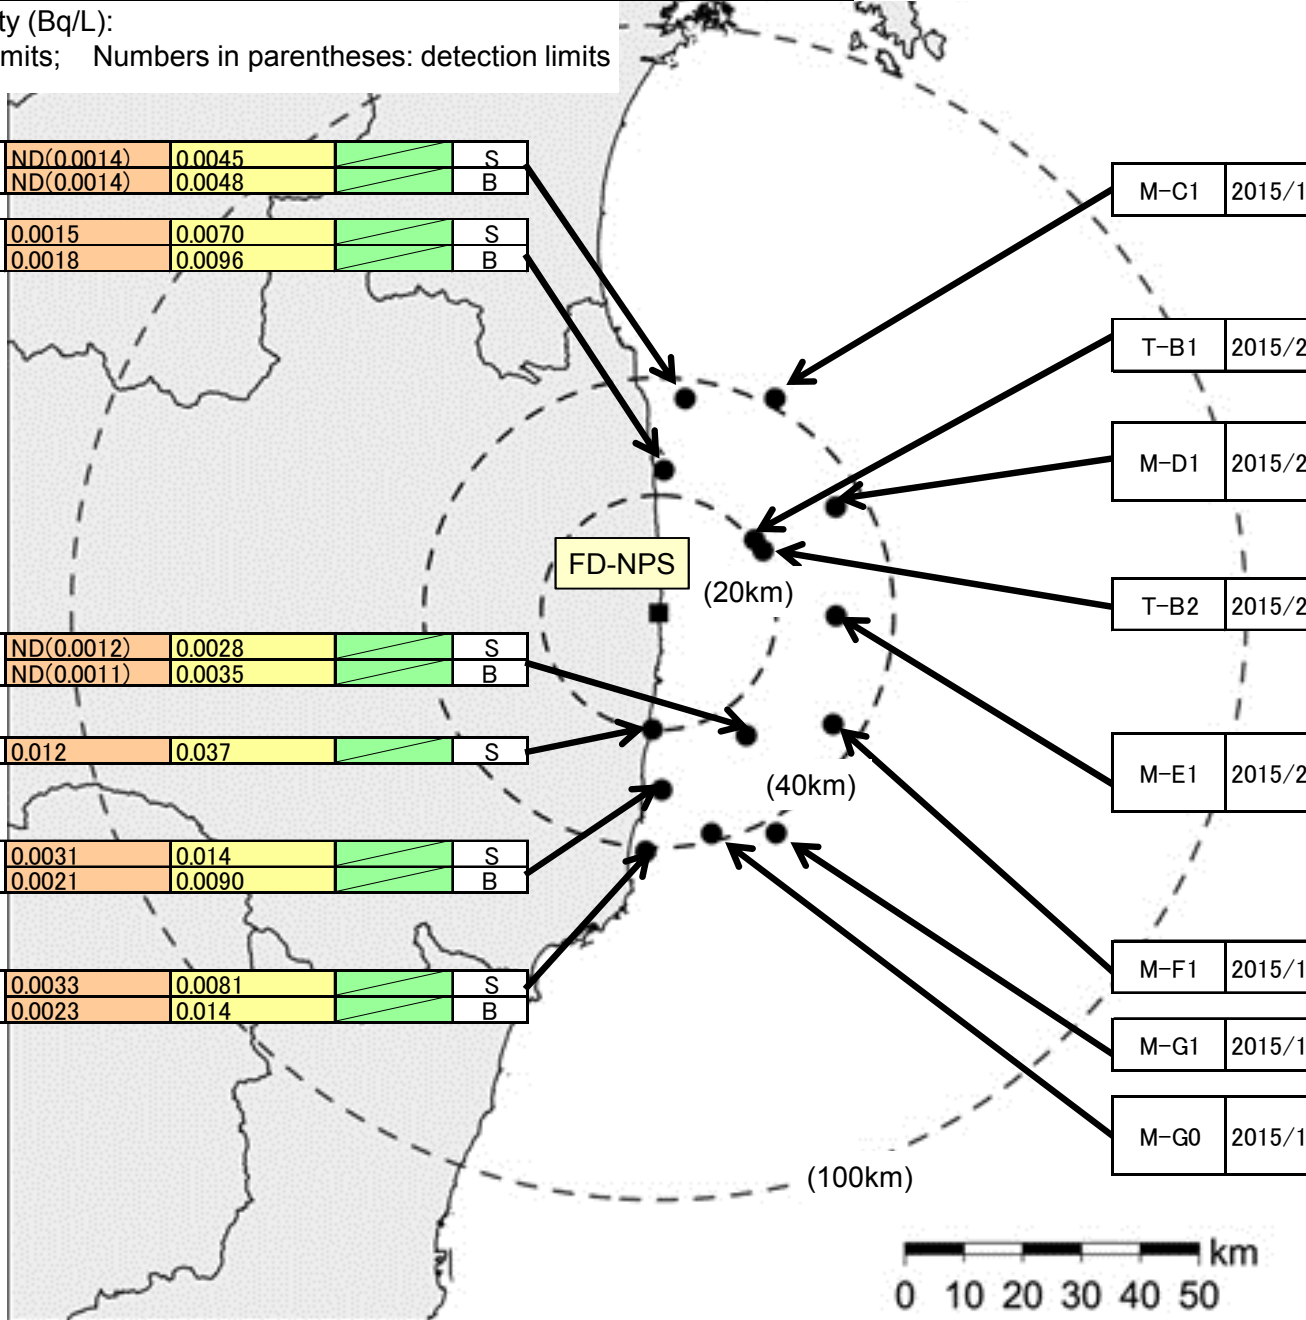 ty (Bq/L):
mits; Numbers in parentheses: detection limits
ND(0.0014) 0.0045 S
ND(0.0014) 0.0048 B
0.0015 0.0070 S
0.0018 0.0096 B
M-C1 2015/1
T-B1 2015/2
M-D1 2015/2
FD-NPS
(20km)
T-B2 2015/2
ND(0.0012) 0.0028 S
ND(0.0011) 0.0035 B
0.012 0.037 S
(40km)
M-E1 2015/2
0.0031 0.014 S
0.0021 0.0090 B
0.0033 0.0081 S
0.0023 0.014 B
M-F1 2015/1
M-G1 2015/1
M-G0 2015/1
(100km)
km
0 10 20 30 40 50